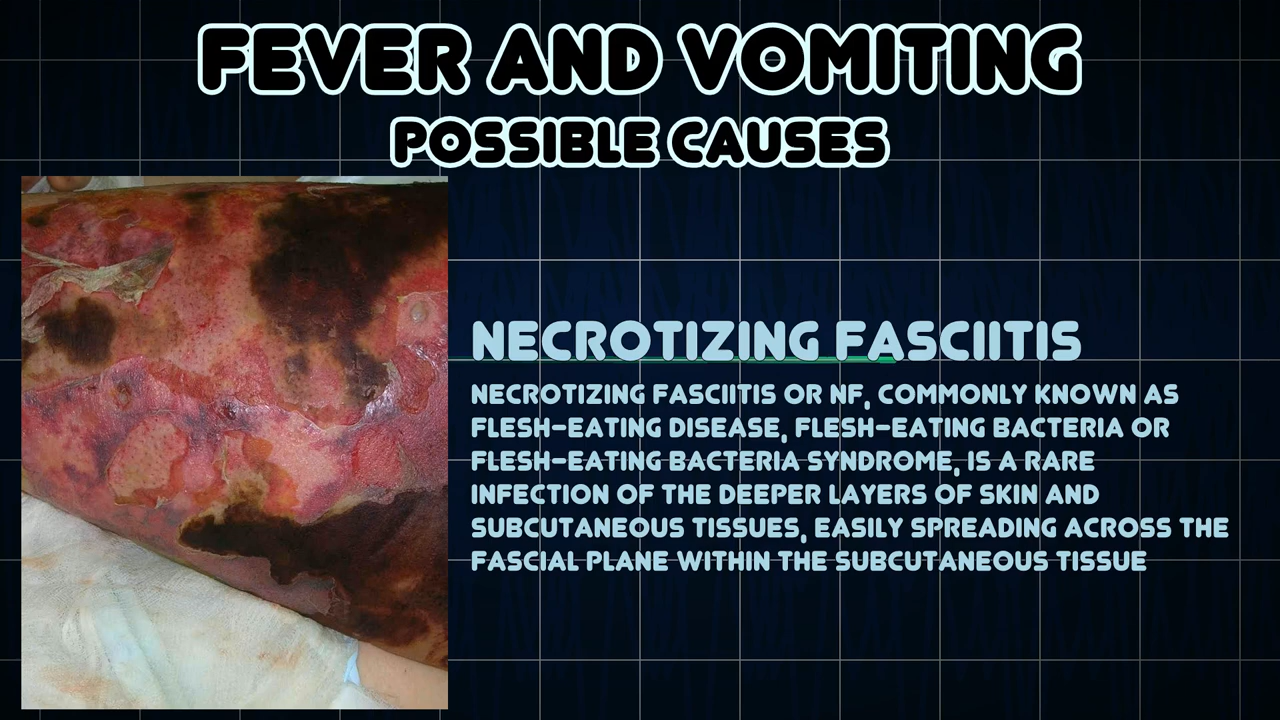 FEVER AND VOMITING
POSSIBLE CAUSES
NECROTIZING FASCIITIS
NECROTIZING FASCIITIS OR NF, COMMONLY KNOWN AS
FLESH-EATING DISEASE, FLESH-EATING BACTERIA OR
FLESH-EATING BACTERIA SYNDROME, IS A RARE
INFECTION OF THE DEEPER LAYERS OF SKIN AND
SUBCUTANEOUS TISSUES, EASILY SPREADING ACROSS THE
FASCIAL PLANE WITHIN THE SUBCUTANEOUS TISSUE